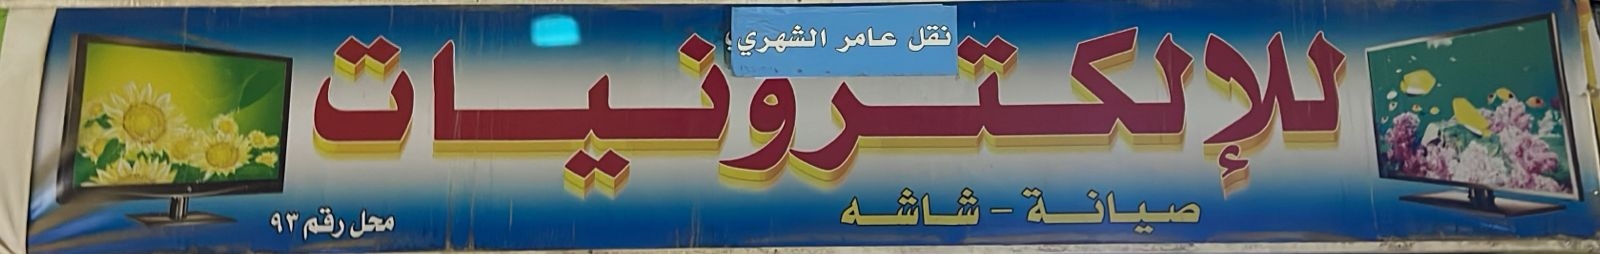 نقل عامر الشهري
للإلكترونيات
صيانة - شاشه
محل رقم ٩٣